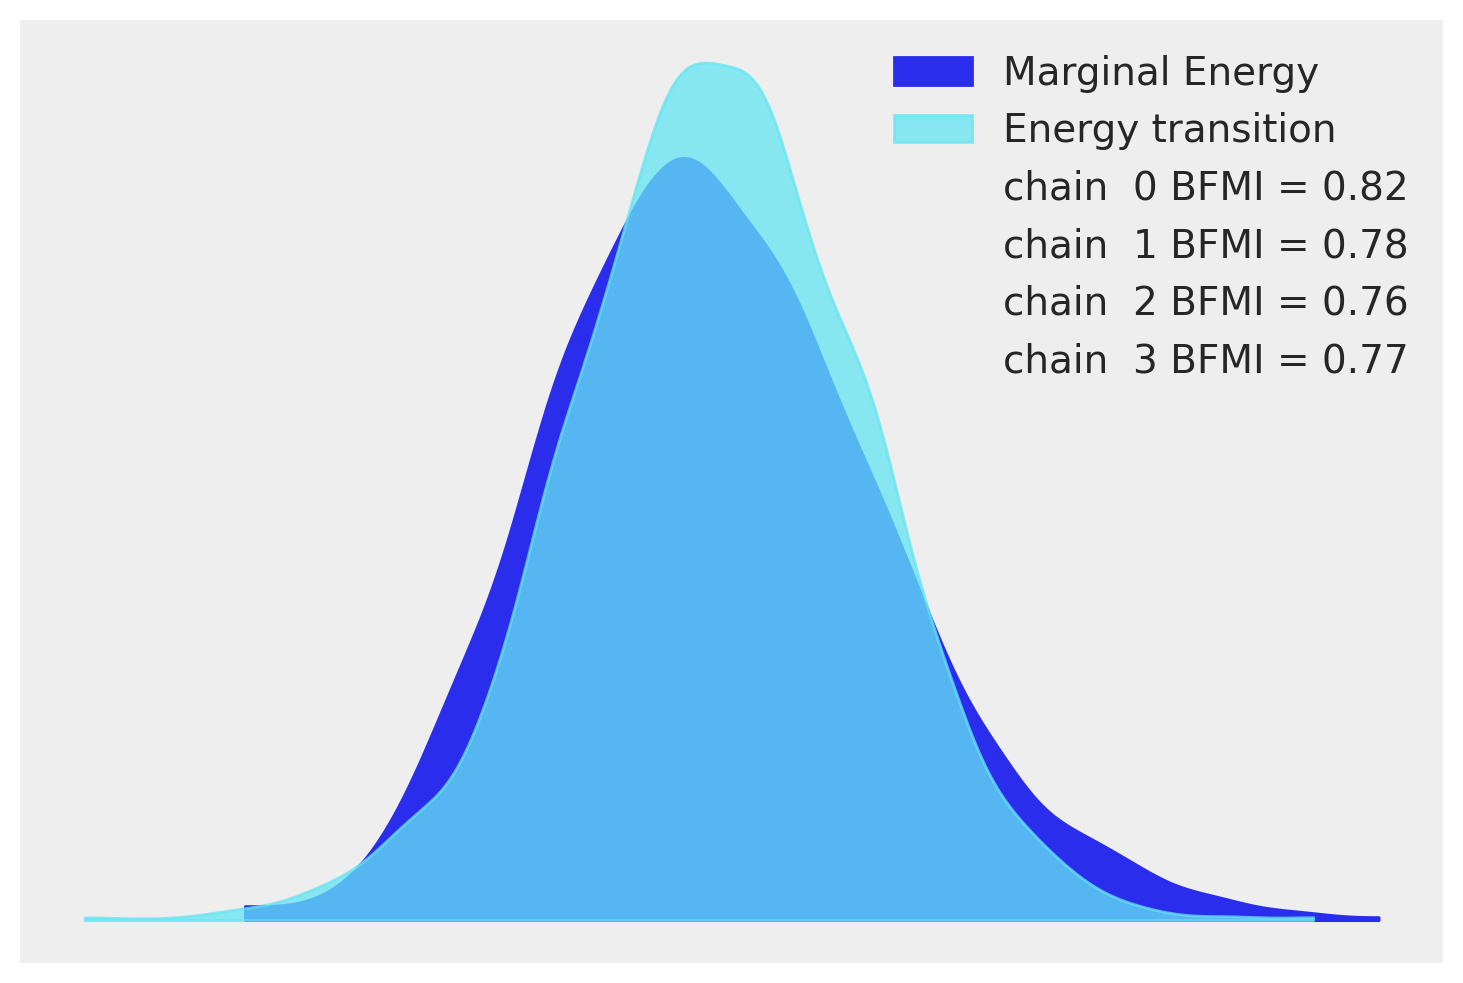 Marginal Energy
Energy transition
chain  0 BFMI = 0.82
chain  1 BFMI = 0.78
chain  2 BFMI = 0.76
chain  3 BFMI = 0.77